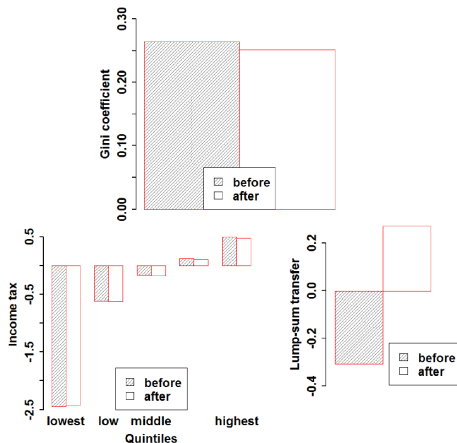 Gini coefficient
0.30
0.20
0.10
0.00
before
after
Income tax
0.5
-0.5
-1.5
-2.5
before
after
lowest low middle highest
Quintiles
Lump-sum transfer
0.2
0.0
-0.2
-0.4
before
after